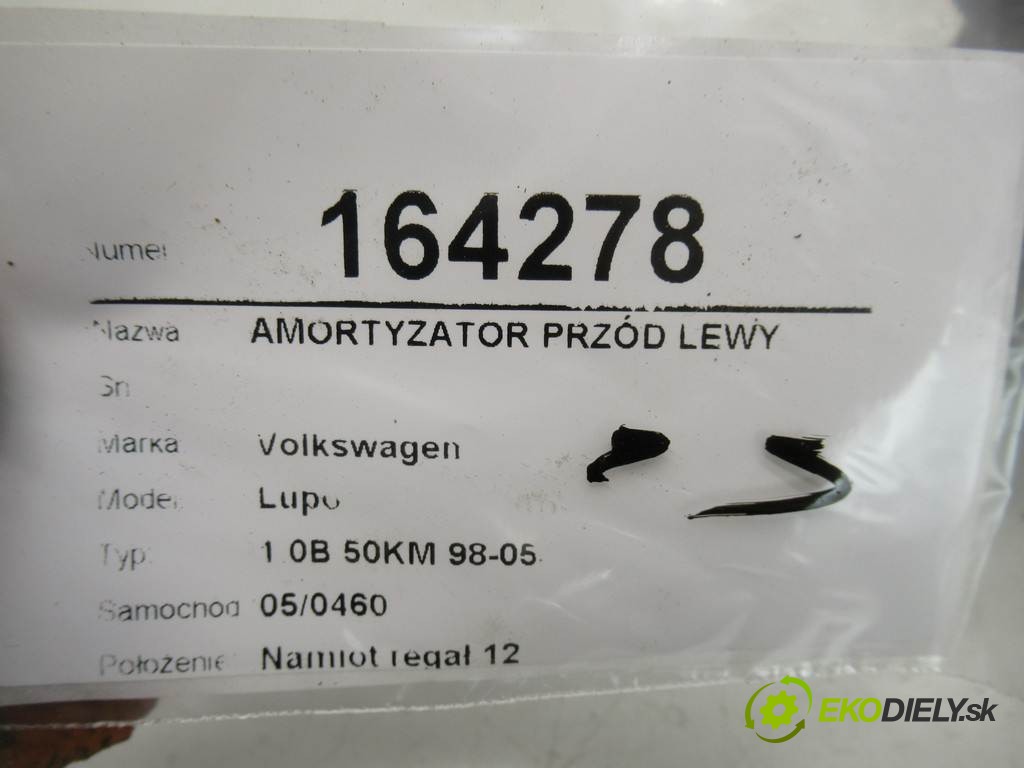 Numer 164278
Nazwa AMORTYZATOR PRZÓD LEWY
Sn
Marka Volkswagen
Model Lupo
Typ 1.0B 50KM 98-05
Samochod 05/0460
Położenie Namiot regał 12
EKODIELY.sk